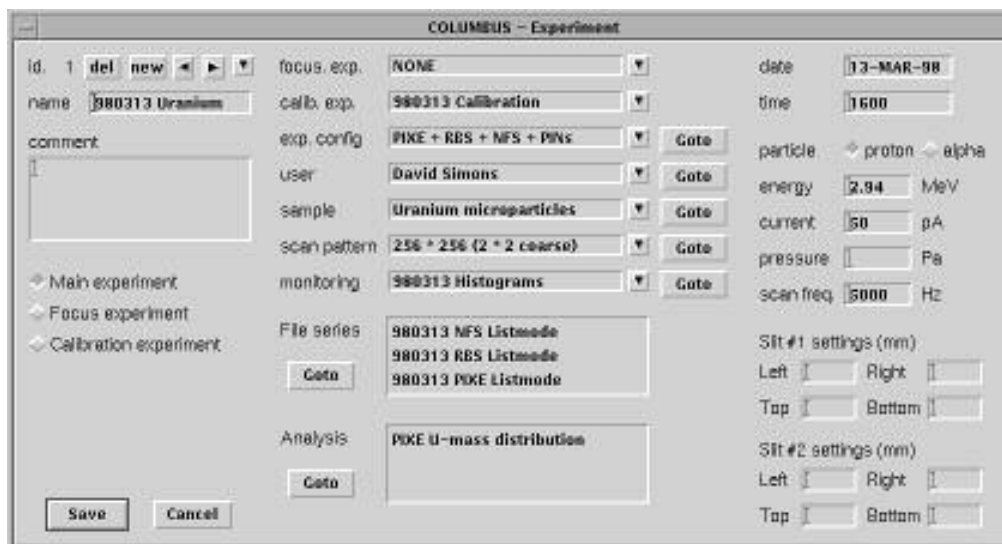 COLUMBUS - Experiment
id. 1 del new
name 980313 Uranium
comment
Main experiment
Focus experiment
Calibration experiment
Save Cancel
focus. exp. NONE
calib. exp. 980313 Calibration
exp. config PIXE + RBS + NFS + PINs Goto
user David Simons Goto
sample Uranium microparticles Goto
scan pattern 256 * 256 (2 * 2 coarse) Goto
monitoring 980313 Histograms Goto
File series
Goto
980313 NFS Listmode
980313 RBS Listmode
980313 PIXE Listmode
Analysis
Goto
PIXE U-mass distribution
date 13-MAR-98
time 1600
particle proton alpha
energy 2.94 MeV
current 50 pA
pressure Pa
scan freq. 5000 Hz
Slit #1 settings (mm)
Left Right
Top Bottom
Slit #2 settings (mm)
Left Right
Top Bottom